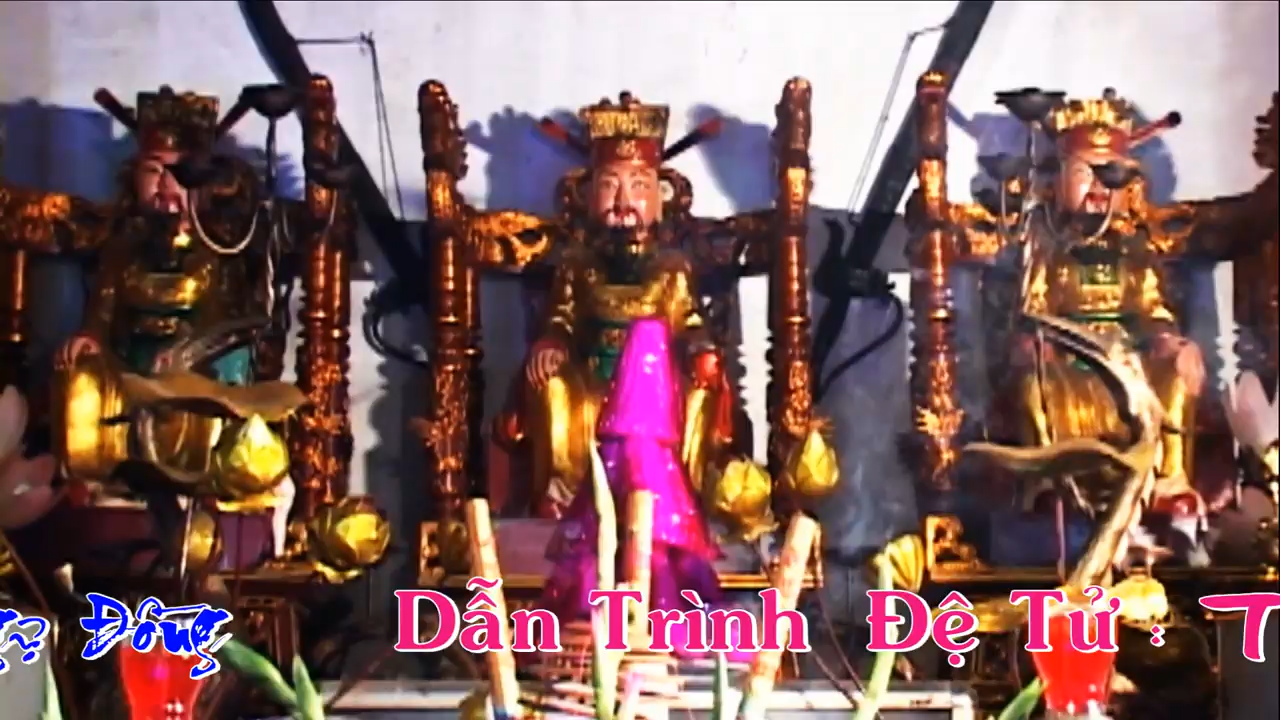 Đồng Dẫn Trình Đệ Tử : T